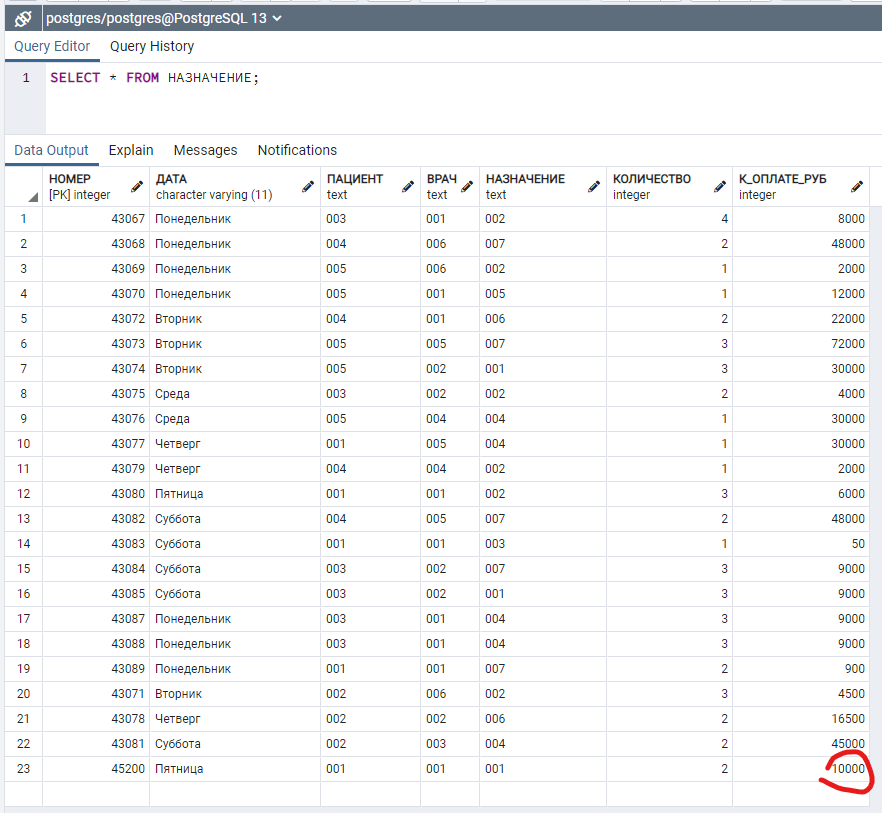 postgres/postgres@PostgreSQL 13
Query Editor Query History
1 SELECT * FROM НАЗНАЧЕНИЕ;
Data Output Explain Messages Notifications
НОМЕР ДАТА ПАЦИЕНТ ВРАЧ НАЗНАЧЕНИЕ КОЛИЧЕСТВО К_ОПЛАТЕ_РУБ
[PK] integer character varying (11) text text text integer integer
1 43067 Понедельник 003 001 002 4 8000
2 43068 Понедельник 004 006 007 2 48000
3 43069 Понедельник 005 006 002 1 2000
4 43070 Понедельник 005 001 005 1 12000
5 43072 Вторник 004 001 006 2 22000
6 43073 Вторник 005 005 007 3 72000
7 43074 Вторник 005 002 001 3 30000
8 43075 Среда 003 002 002 2 4000
9 43076 Среда 005 004 004 1 30000
10 43077 Четверг 001 005 004 1 30000
11 43079 Четверг 004 004 002 1 2000
12 43080 Пятница 001 001 002 3 6000
13 43082 Суббота 004 005 007 2 48000
14 43083 Суббота 001 001 003 1 50
15 43084 Суббота 003 002 007 3 9000
16 43085 Суббота 003 002 001 3 9000
17 43087 Понедельник 003 001 004 3 9000
18 43088 Понедельник 003 001 004 3 9000
19 43089 Понедельник 001 001 007 2 900
20 43071 Вторник 002 006 002 3 4500
21 43078 Четверг 002 002 006 2 16500
22 43081 Суббота 002 003 004 2 45000
23 45200 Пятница 001 001 001 2 10000